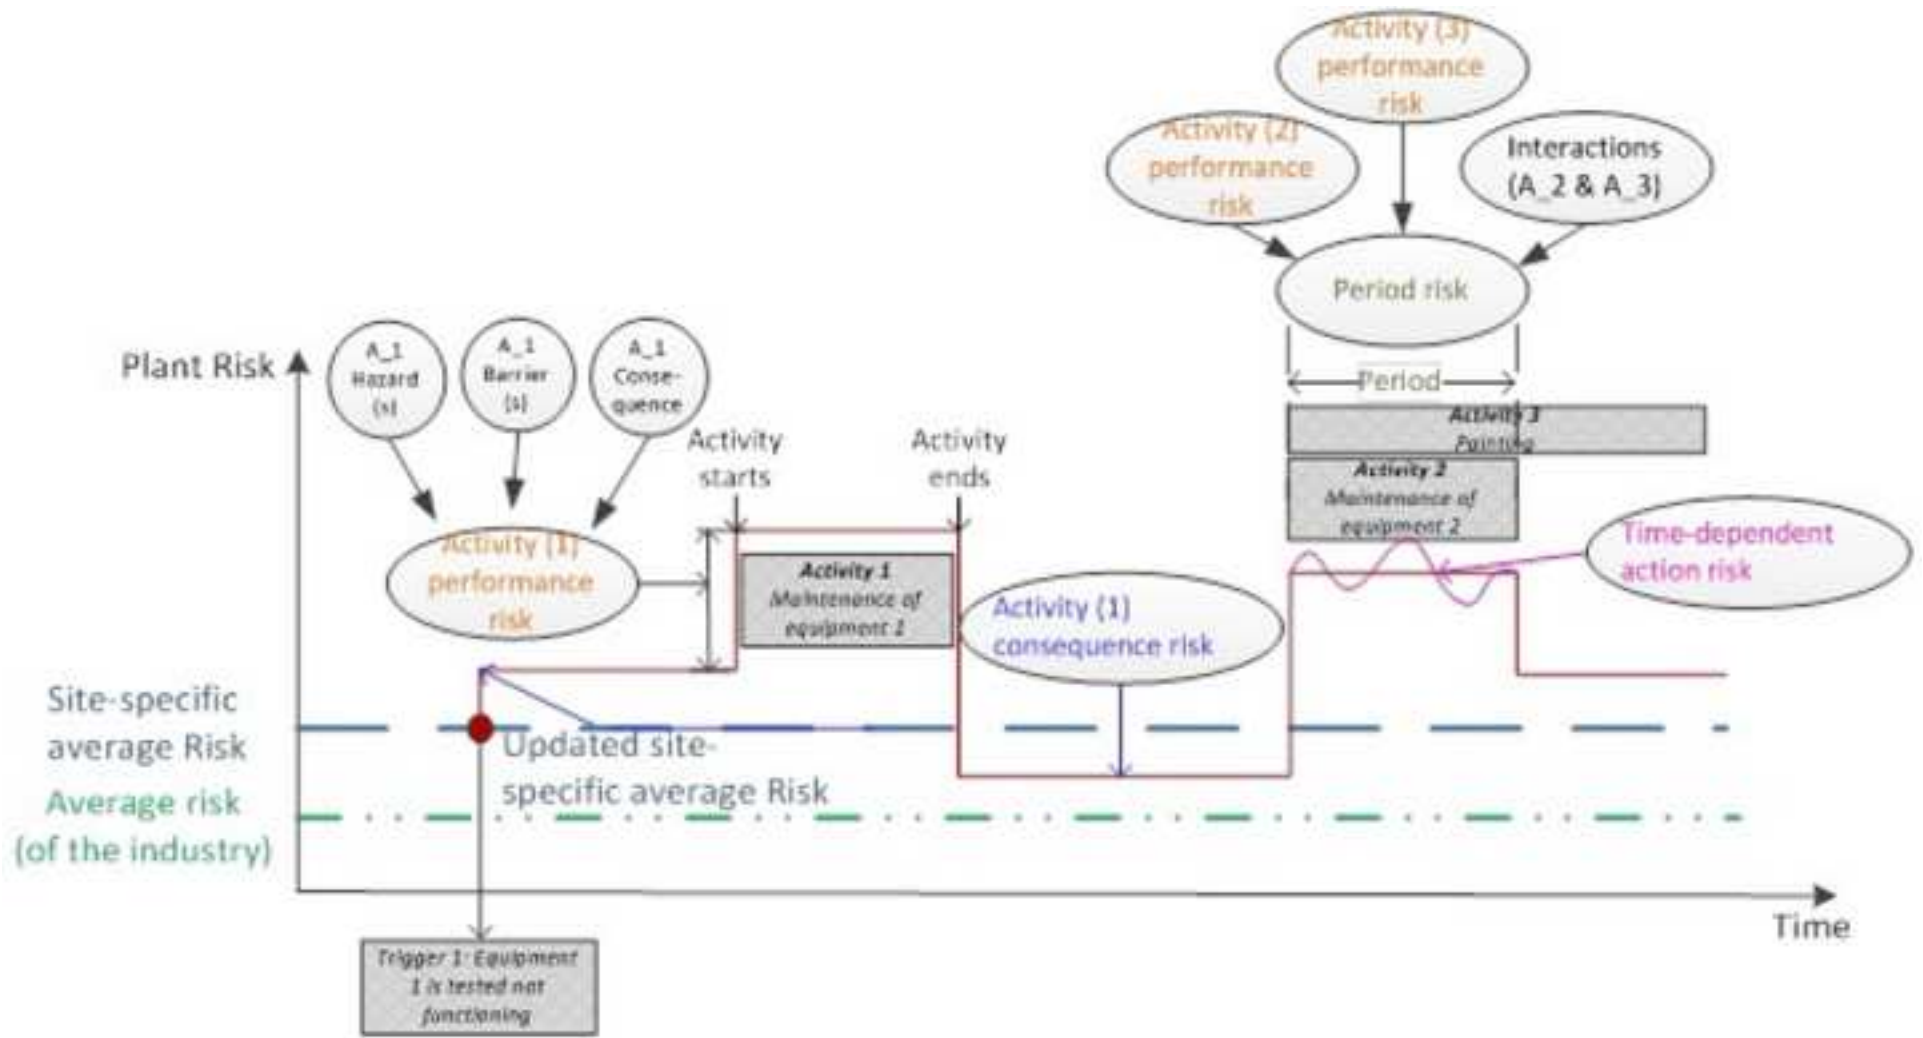 Activity (3)
performance
risk
Activity (2)
performance
risk
Interactions
(A_2 & A_3)
Period risk
Plant Risk
A_1
Hazard
(s)
A_1
Barrier
(s)
A_1
Conse-
quence
Period
Activity
starts
Activity
ends
Activity 3
Painting
Activity 2
Maintenance of
equipment 2
Activity (1)
performance
risk
Activity 1
Maintenance of
equipment 1
Time-dependent
action risk
Activity (1)
consequence risk
Site-specific
average Risk
Updated site-
specific average Risk
Average risk
(of the industry)
Time
Trigger 1: Equipment
1 is tested not
functioning